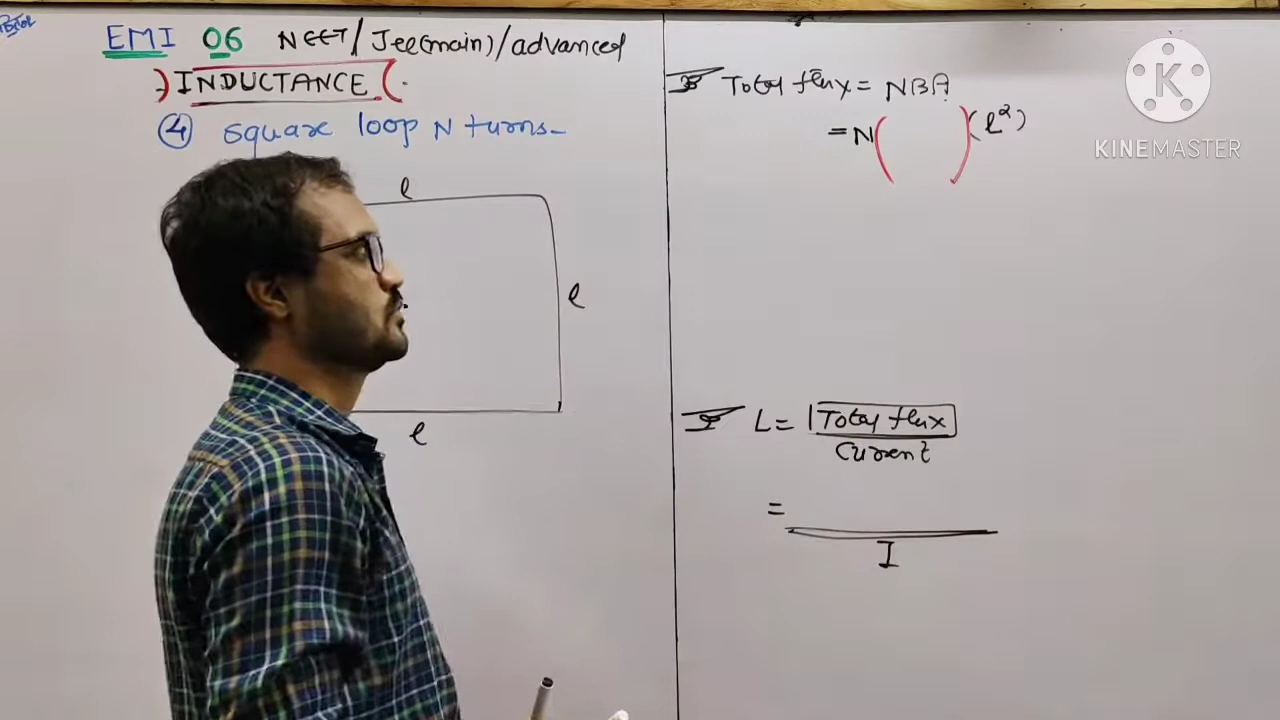 EMI 06 NEET/Jee(main)/advanced
INDUCTANCE
④ square loop N turns
l
l
l
Total flux = NBA
= N( ) (l²)
L = Total flux
Current
=
I
K
KINEMASTER